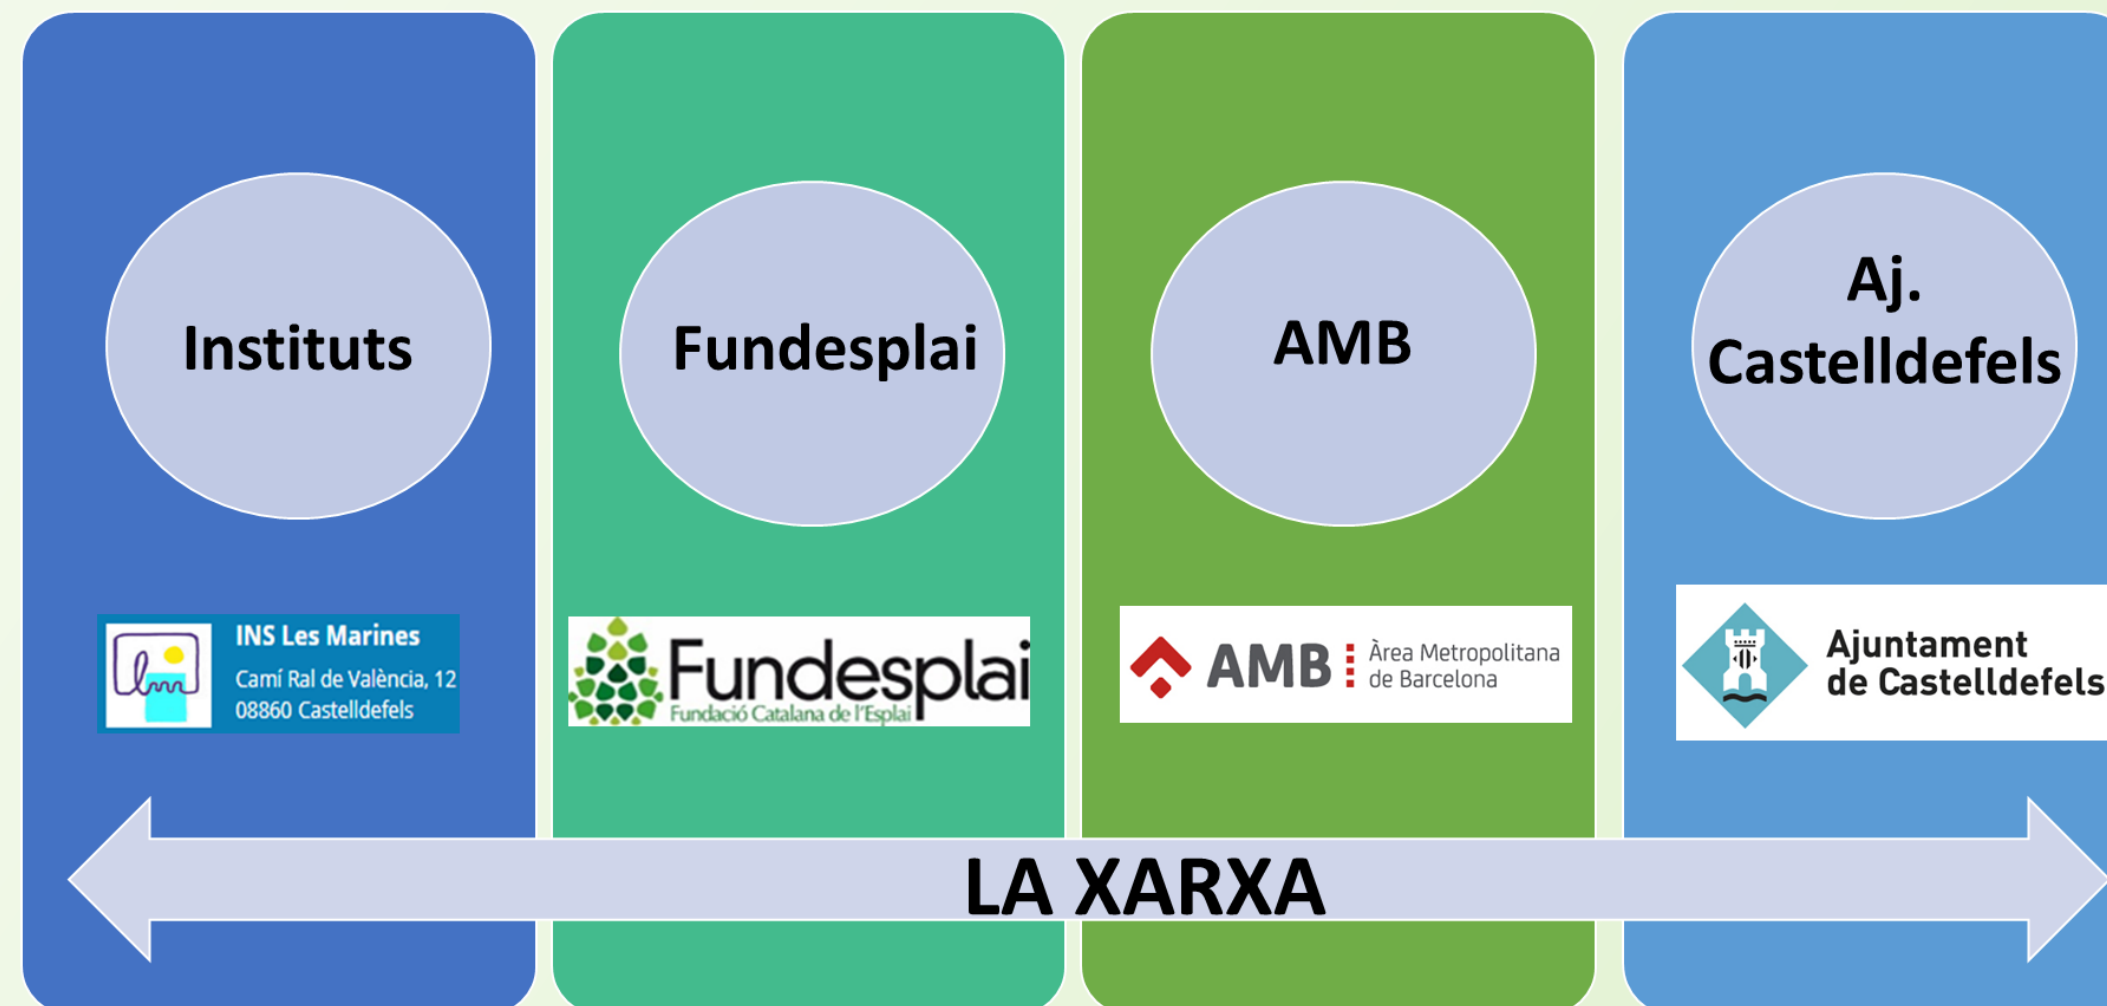 Instituts
Fundesplai
AMB
Aj.
Castelldefels
INS Les Marines
Camí Ral de València, 12
08860 Castelldefels
Fundesplai
Fundació Catalana de l'Esplai
AMB
Àrea Metropolitana
de Barcelona
Ajuntament
de Castelldefels
LA XARXA